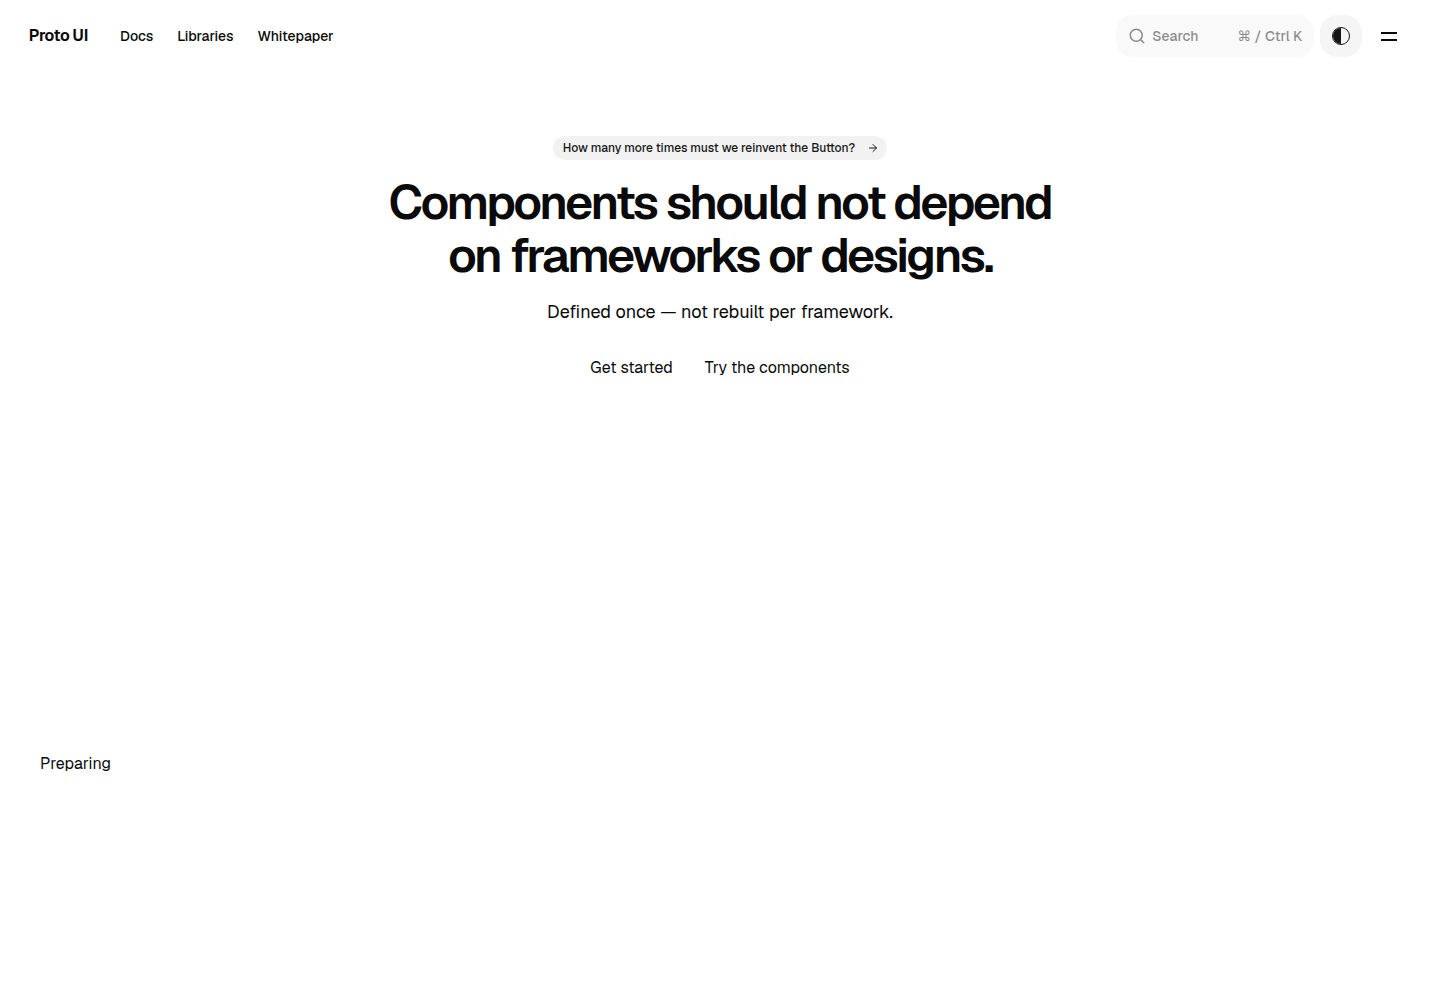 Proto UI
Docs
Libraries
Whitepaper
Search
⌘ / Ctrl K
How many more times must we reinvent the Button? →
Components should not depend
on frameworks or designs.
Defined once — not rebuilt per framework.
Get started
Try the components
Preparing